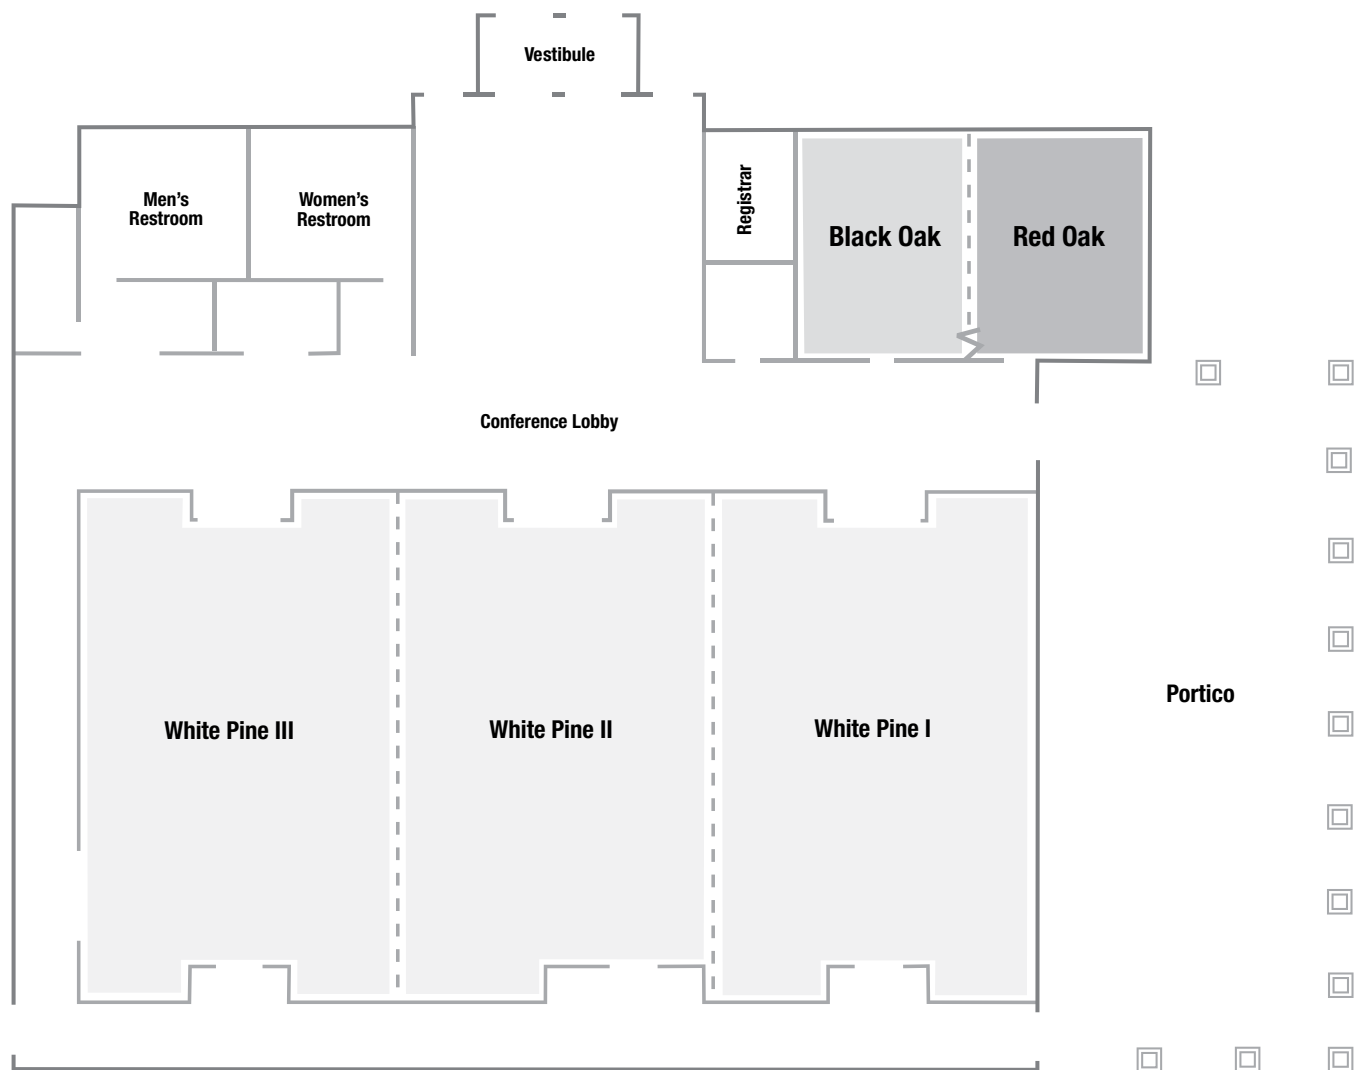 Vestibule
Men’s
Restroom
Women’s
Restroom
Registrar
Black Oak
Red Oak
Conference Lobby
White Pine III
White Pine II
White Pine I
Portico